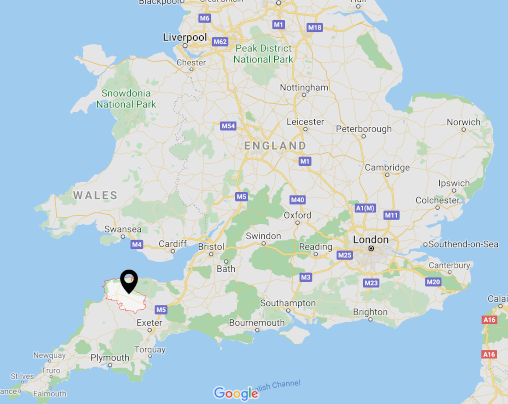 Blackpool
M6
Liverpool
M62
Chester
M1
M18
Peak District
National Park
Snowdonia
National Park
Nottingham
Leicester
Peterborough
Norwich
M54
ENGLAND
M1
Cambridge
WALES
M5
M40
A1(M)
M11
Ipswich
Colchester
Oxford
Swansea
M4
Cardiff
Bristol
Swindon
Bath
Reading
London
M25
Southend-on-Sea
M3
M23
M20
Canterbury
M5
Southampton
Brighton
Bournemouth
Exeter
Torquay
Plymouth
Newquay
Truro
St Ives
Falmouth
A16
A16
Google
English Channel